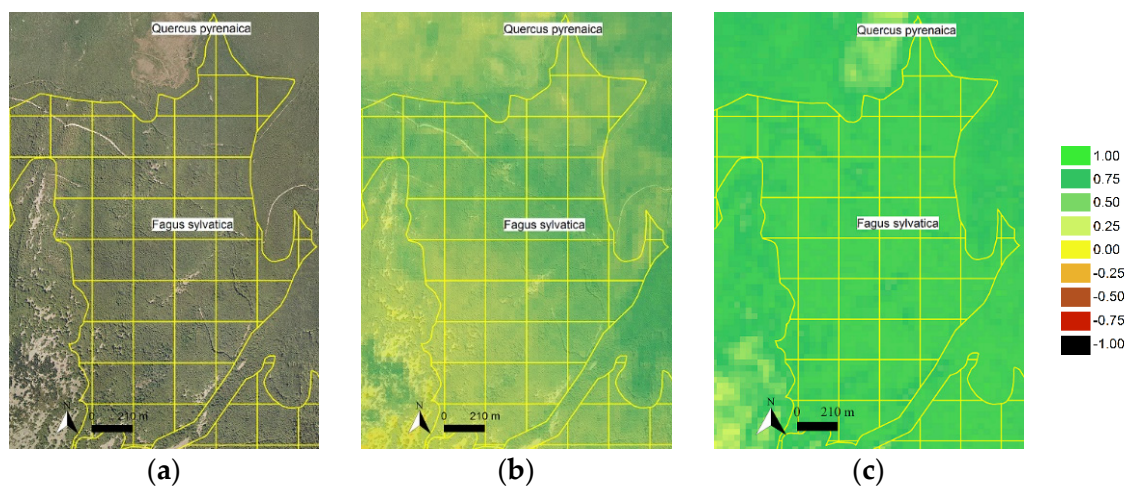 Quercus pyrenaica
Fagus sylvatica
N
0 210 m
(a)
Quercus pyrenaica
Fagus sylvatica
N
0 210 m
(b)
Quercus pyrenaica
Fagus sylvatica
N
0 210 m
(c)
1.00
0.75
0.50
0.25
0.00
-0.25
-0.50
-0.75
-1.00